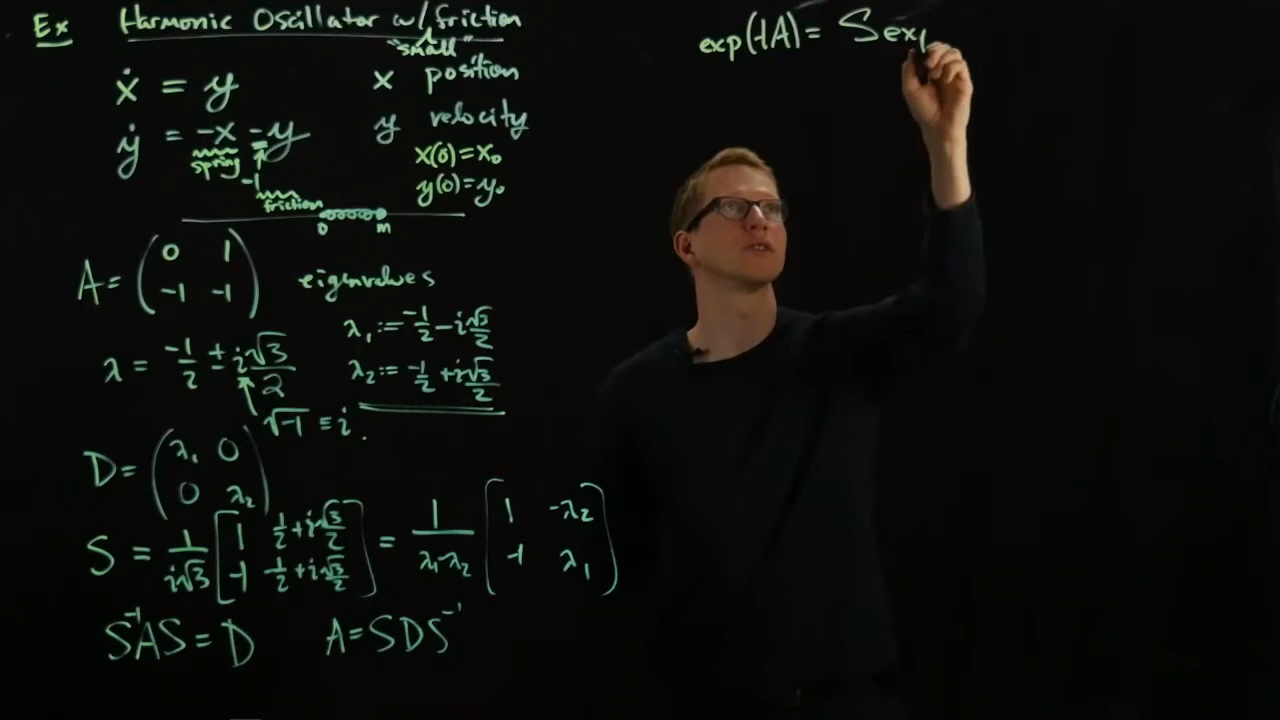 Ex Harmonic Oscillator w/ friction
"small"
ẋ = y
x position
ẏ = -x - y
y velocity
spring
-1
friction
x(0)=x₀
y(0)=y₀
0 m
A = ( 0 1
-1 -1 )
eigenvalues
λ = -1/2 ± i√3/2
λ₁ := -1/2 - i√3/2
λ₂ := -1/2 + i√3/2
√-1 ≡ i.
D = ( λ₁ 0
0 λ₂ )
S = 1/i√3 [ 1 1/2+i√3/2
-1 -1/2+i√3/2 ] = 1/λ₁-λ₂ [ 1 -λ₂
-1 λ₁ ]
S⁻¹AS = D A = SDS⁻¹
exp(tA) = S exp